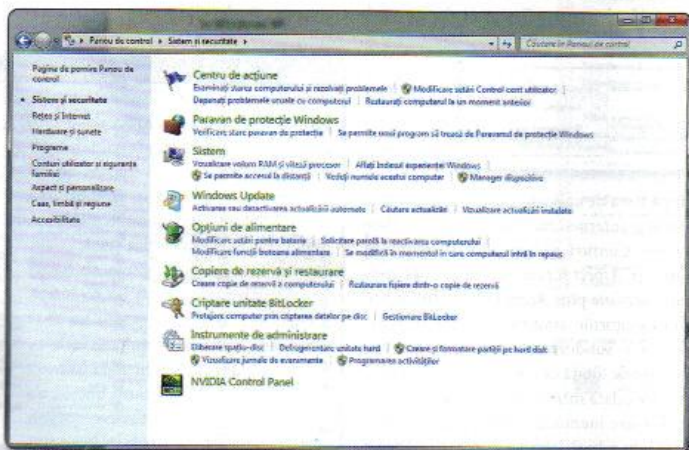 Panou de control ▸ Sistem și securitate ▸
Căutare în Panoul de control
Pagina de pornire Panou de
control
Sistem și securitate
Rețea și Internet
Hardware și sunete
Programe
Conturi utilizator și siguranța
familiei
Aspect și personalizare
Ceas, limbă și regiune
Accesibilitate
Centru de acțiune
Examinați starea computerului și rezolvați problemele | Modificare setări Control cont utilizator |
Depanați problemele uzuale cu computerul | Restaurați computerul la un moment anterior
Paravan de protecție Windows
Verificare stare paravan de protecție | Se permite unui program să treacă de Paravanul de protecție Windows
Sistem
Vizualizare volum RAM și viteză procesor | Aflați Indexul experienței Windows |
Se permite accesul la distanță | Vedeți numele acestui computer | Manager dispozitive
Windows Update
Activarea sau dezactivarea actualizării automate | Căutare actualizări | Vizualizare actualizări instalate
Opțiuni de alimentare
Modificare setări pentru baterie | Solicitare parolă la reactivarea computerului |
Modificare funcții butoane alimentare | Se modifică în momentul în care computerul intră în repaus
Copiere de rezervă și restaurare
Creare copie de rezervă a computerului | Restaurare fișiere dintr-o copie de rezervă
Criptare unitate BitLocker
Protejare computer prin criptarea datelor pe disc | Gestionare BitLocker
Instrumente de administrare
Eliberare spațiu-disc | Defragmentare unitate hard | Creare și formatare partiții pe hard disk
Vizualizare jurnale de evenimente | Programarea activităților
NVIDIA Control Panel